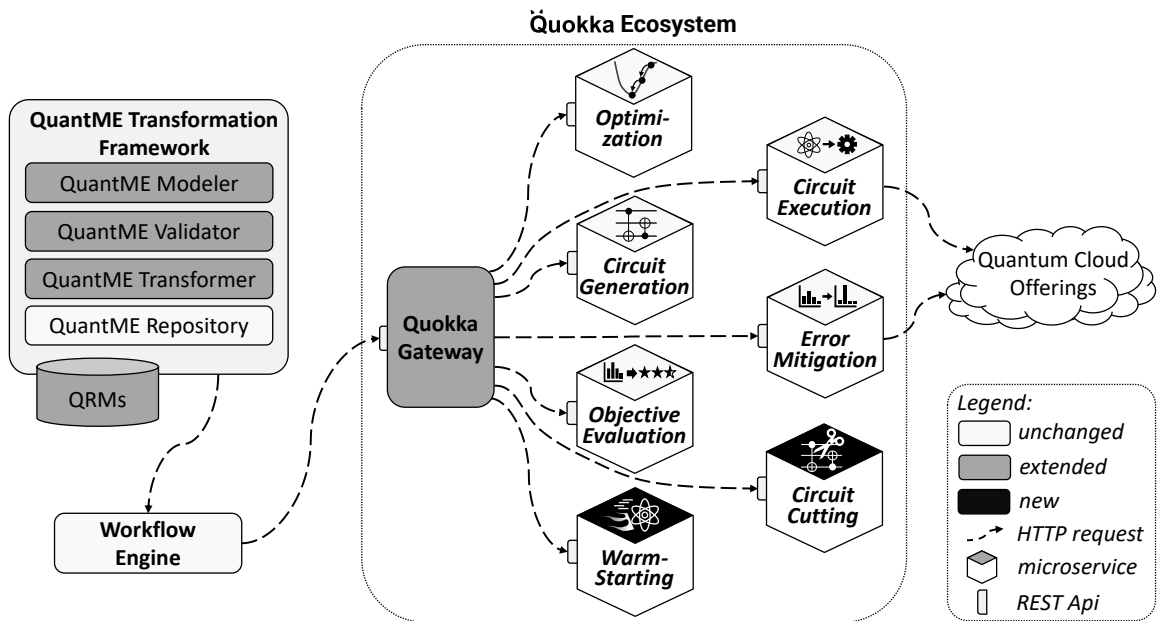 Quokka Ecosystem
QuantME Transformation
Framework
QuantME Modeler
QuantME Validator
QuantME Transformer
QuantME Repository
QRMs
Workflow
Engine
Quokka
Gateway
Optimi-
zation
Circuit
Generation
Objective
Evaluation
Warm-
Starting
Circuit
Execution
Error
Mitigation
Circuit
Cutting
Quantum Cloud
Offerings
Legend:
unchanged
extended
new
HTTP request
microservice
REST Api